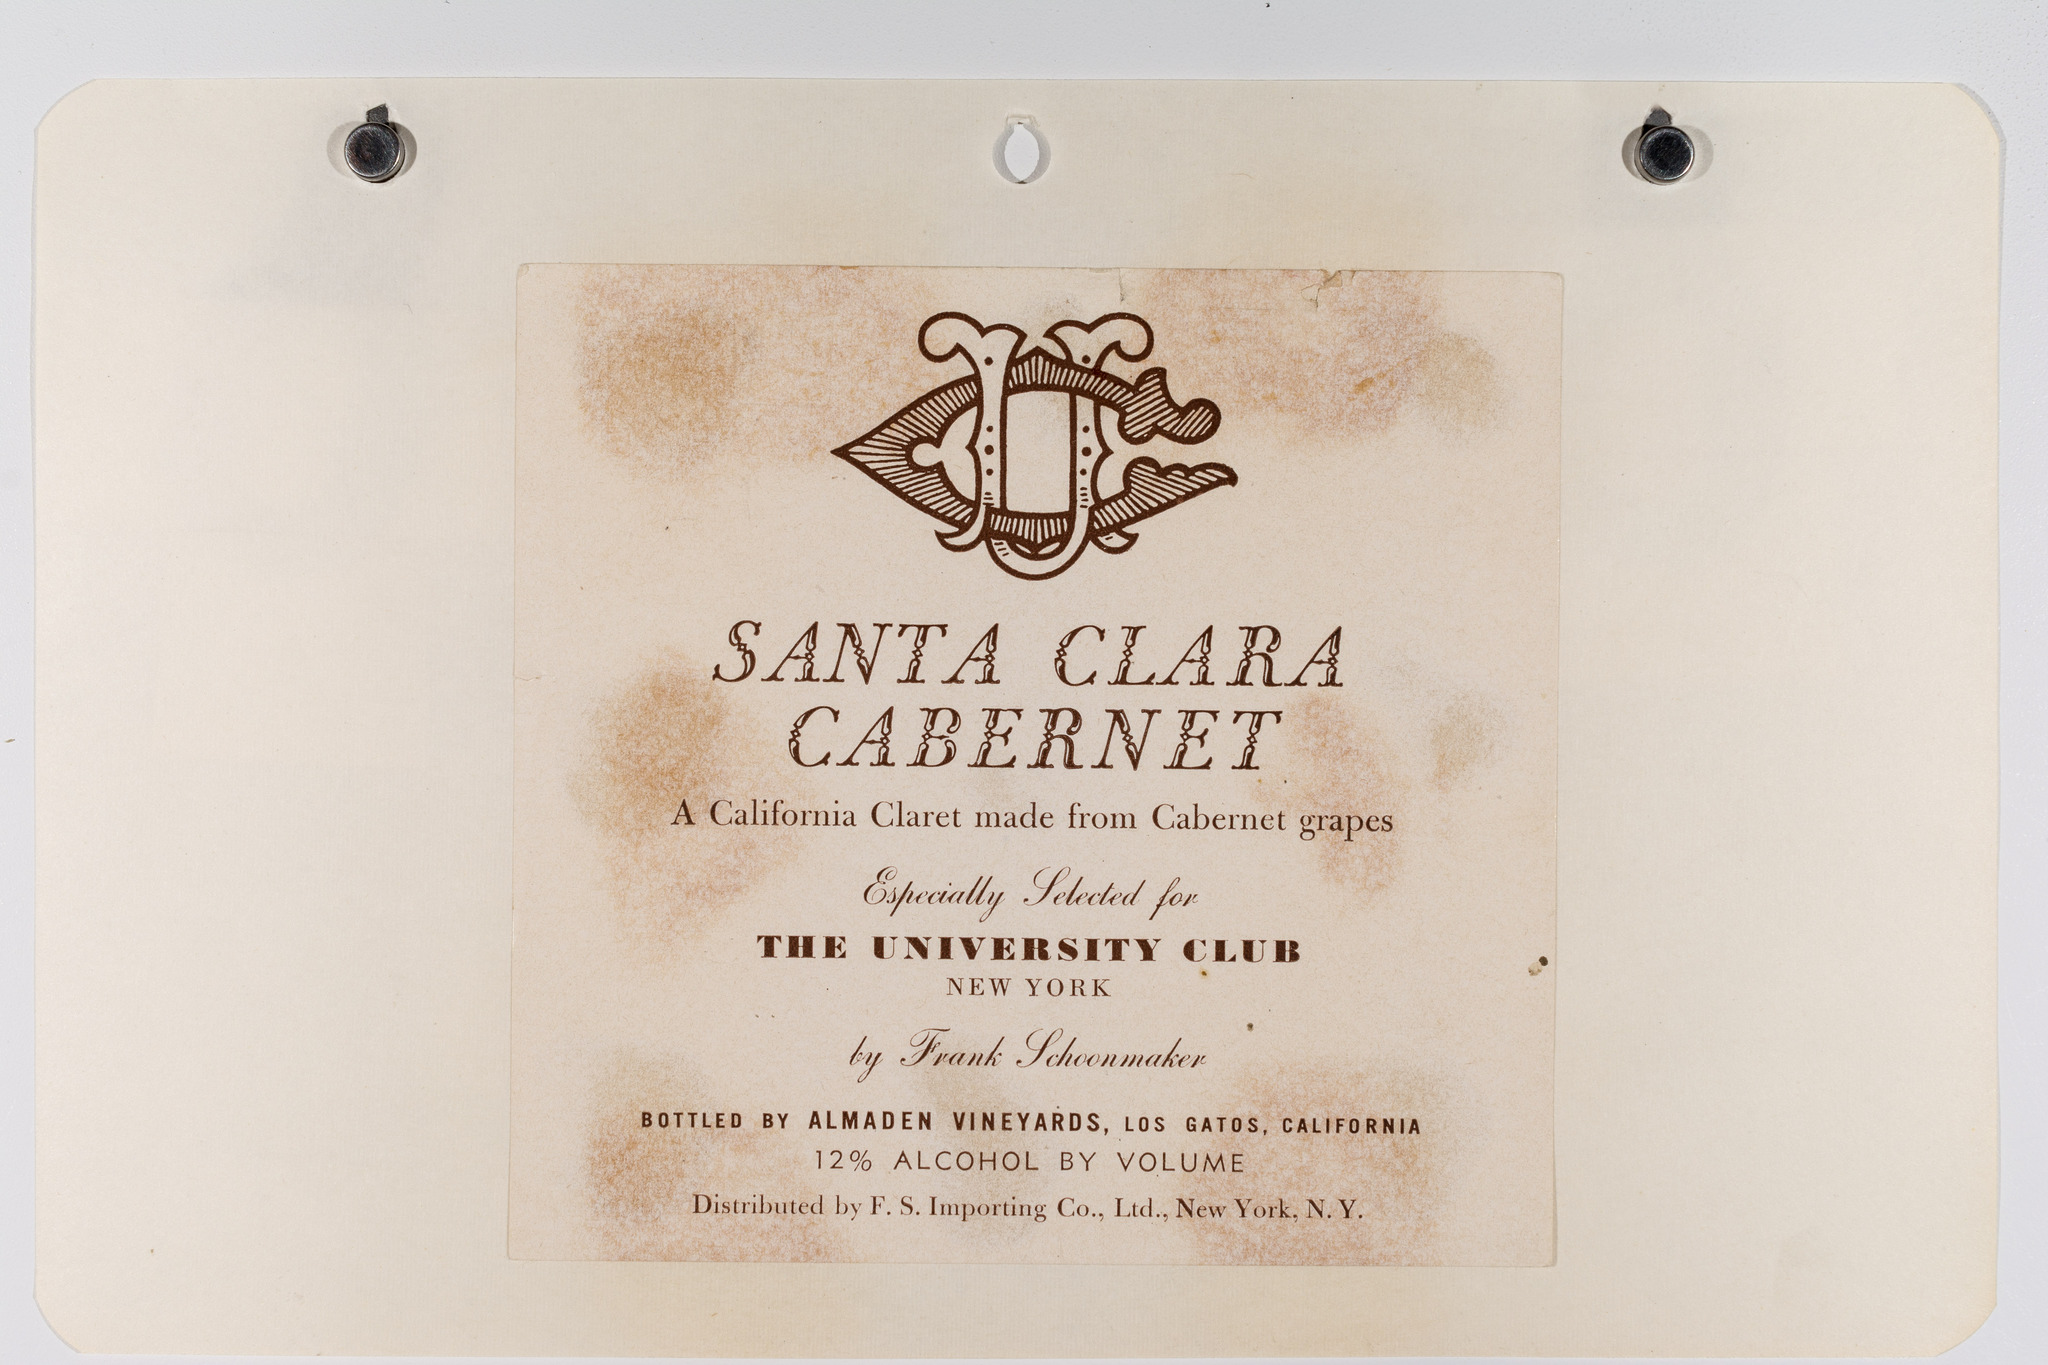 UC
SANTA CLARA
CABERNET
A California Claret made from Cabernet grapes
Especially Selected for
THE UNIVERSITY CLUB
NEW YORK
by Frank Schoonmaker
BOTTLED BY ALMADEN VINEYARDS, LOS GATOS, CALIFORNIA
12% ALCOHOL BY VOLUME
Distributed by F. S. Importing Co., Ltd., New York, N. Y.